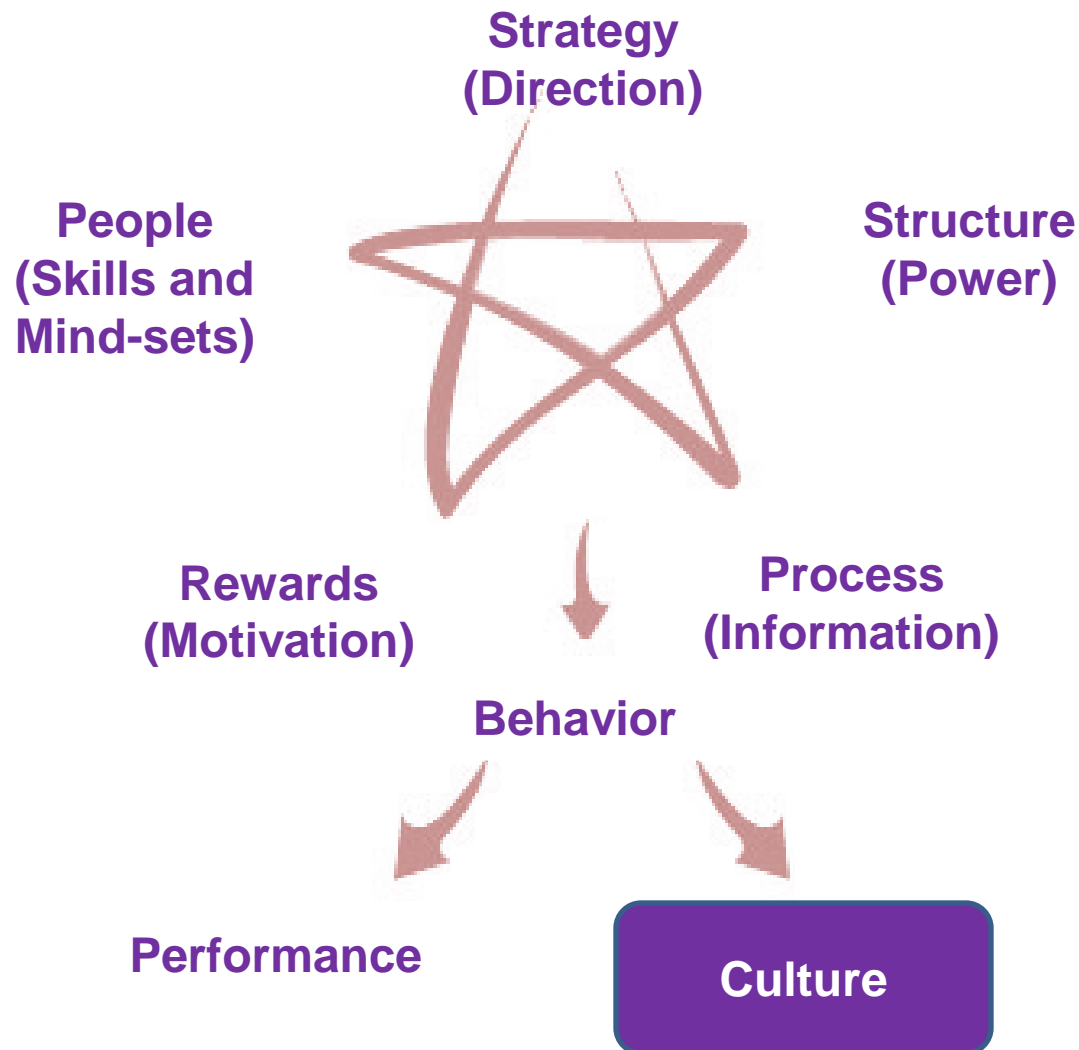 Strategy
(Direction)
People
(Skills and
Mind-sets)
Structure
(Power)
Rewards
(Motivation)
Process
(Information)
Behavior
Performance
Culture